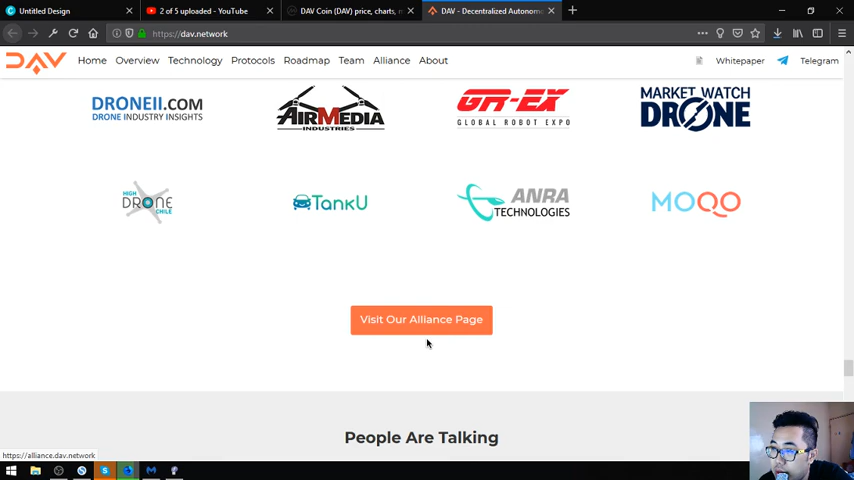 Untitled Design
2 of 5 uploaded - YouTube
DAV Coin (DAV) price, charts, m
DAV - Decentralized Autonom
https://dav.network
DAV
Home
Overview
Technology
Protocols
Roadmap
Team
Alliance
About
Whitepaper
Telegram
DRONEII.COM
DRONE INDUSTRY INSIGHTS
AIRMEDIA
INDUSTRIES
GR-EX
GLOBAL ROBOT EXPO
MARKET WATCH
DRONE
HIGH
DRONE
CHILE
TankU
ANRA
TECHNOLOGIES
MOQO
Visit Our Alliance Page
People Are Talking
https://alliance.dav.network